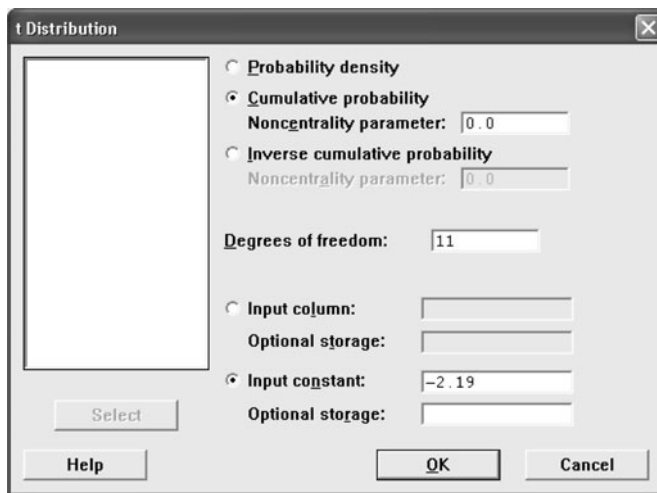 t Distribution
Probability density
Cumulative probability
Noncentrality parameter: 0.0
Inverse cumulative probability
Noncentrality parameter: 0.0
Degrees of freedom: 11
Input column:
Optional storage:
Input constant: -2.19
Optional storage:
Select
Help
OK
Cancel